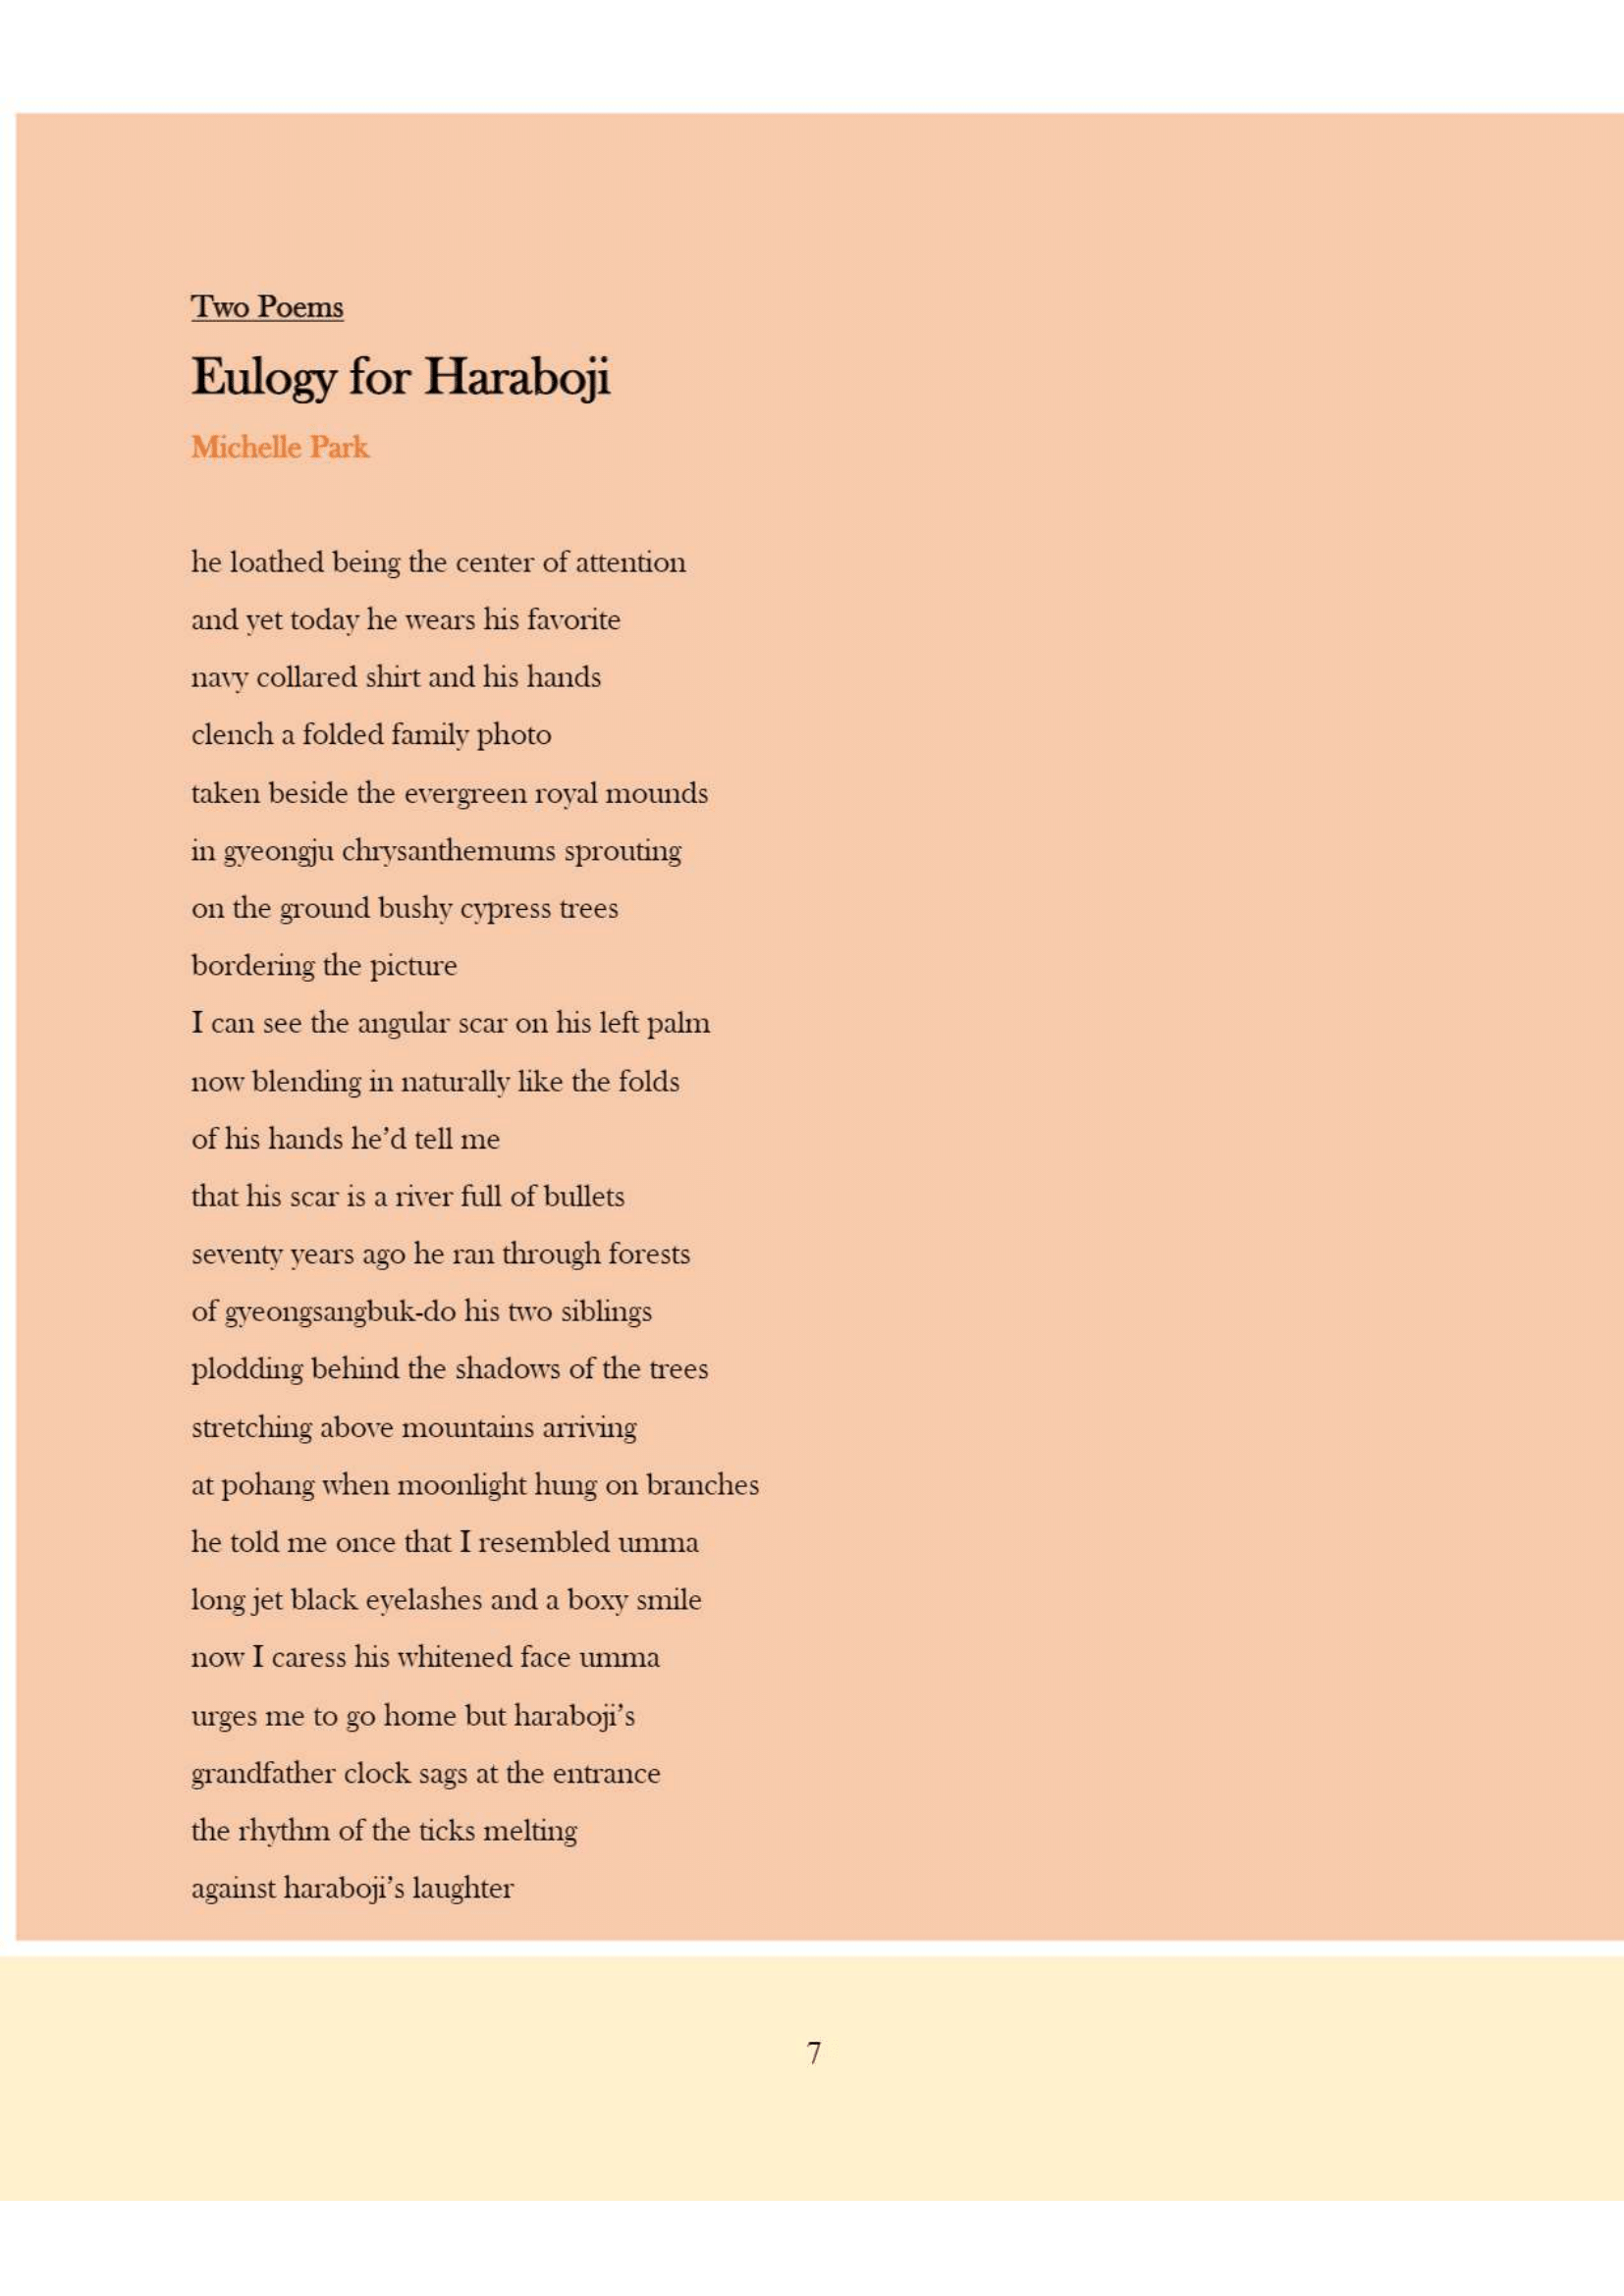 Two Poems
Eulogy for Haraboji
Michelle Park
he loathed being the center of attention
and yet today he wears his favorite
navy collared shirt and his hands
clench a folded family photo
taken beside the evergreen royal mounds
in gyeongju chrysanthemums sprouting
on the ground bushy cypress trees
bordering the picture
I can see the angular scar on his left palm
now blending in naturally like the folds
of his hands he’d tell me
that his scar is a river full of bullets
seventy years ago he ran through forests
of gyeongsangbuk-do his two siblings
plodding behind the shadows of the trees
stretching above mountains arriving
at pohang when moonlight hung on branches
he told me once that I resembled umma
long jet black eyelashes and a boxy smile
now I caress his whitened face umma
urges me to go home but haraboji’s
grandfather clock sags at the entrance
the rhythm of the ticks melting
against haraboji’s laughter
7